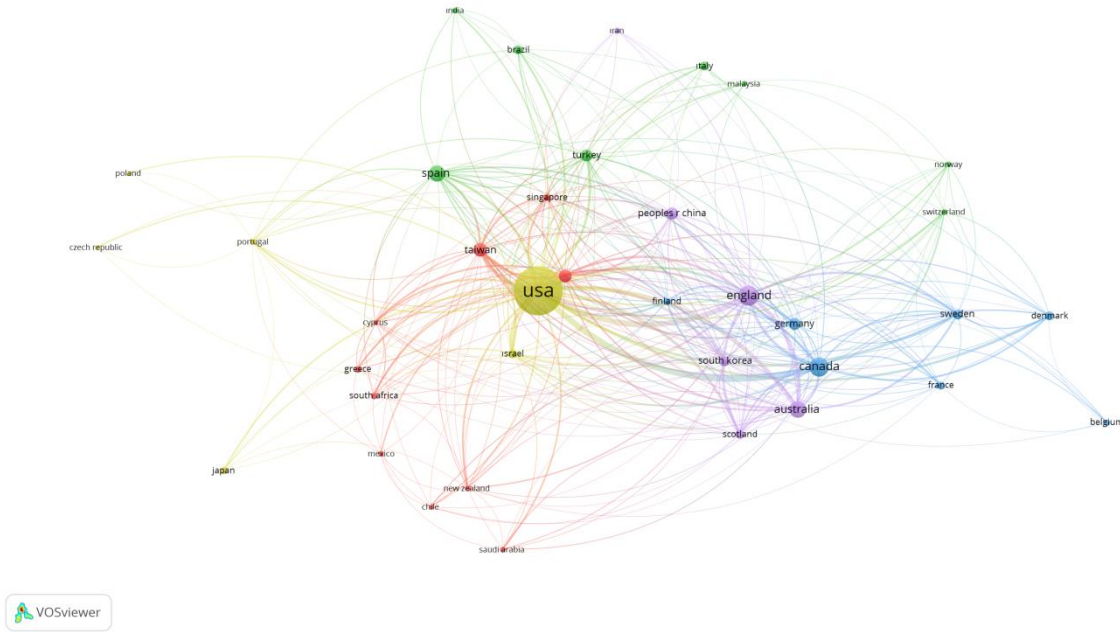 india
iran
brazil
italy
malaysia
turkey
norway
poland
spain
singapore
peoples r china
switzerland
czech republic
portugal
taiwan
usa
england
finland
sweden
denmark
cyprus
germany
israel
south korea
canada
greece
south africa
france
australia
belgium
scotland
mexico
japan
new zealand
chile
saudi arabia
VOSviewer